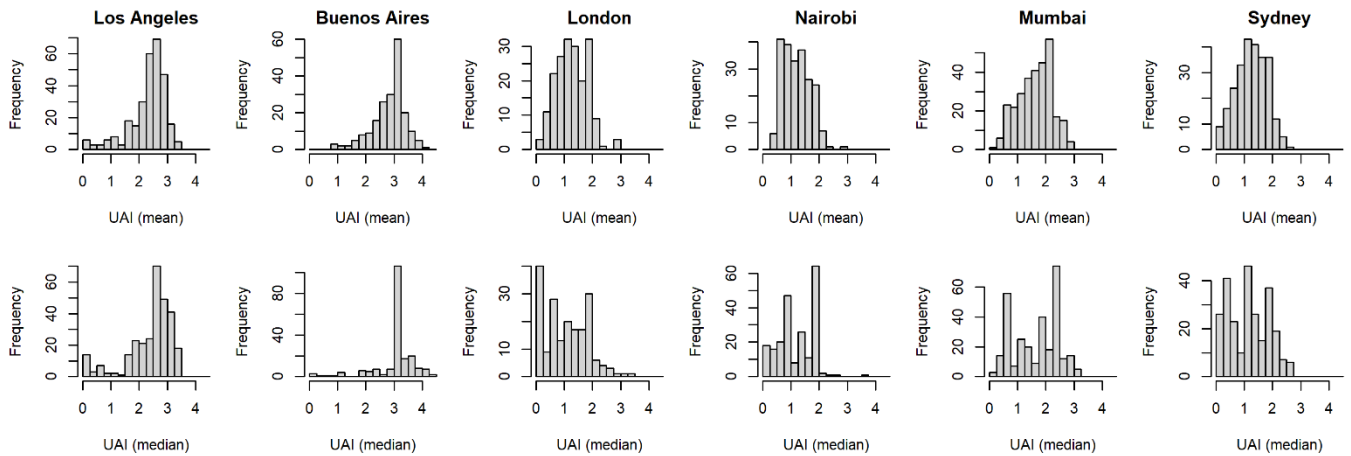 Los Angeles
Buenos Aires
London
Nairobi
Mumbai
Sydney
Frequency
0 20 40 60
0 1 2 3 4
UAI (mean)
Frequency
0 20 40 60
0 1 2 3 4
UAI (mean)
Frequency
0 10 20 30
0 1 2 3 4
UAI (mean)
Frequency
0 10 30
0 1 2 3 4
UAI (mean)
Frequency
0 20 40
0 1 2 3 4
UAI (mean)
Frequency
0 10 30
0 1 2 3 4
UAI (mean)
Frequency
0 20 40 60
0 1 2 3 4
UAI (median)
Frequency
0 40 80
0 1 2 3 4
UAI (median)
Frequency
0 10 30
0 1 2 3 4
UAI (median)
Frequency
0 20 40 60
0 1 2 3 4
UAI (median)
Frequency
0 20 40 60
0 1 2 3 4
UAI (median)
Frequency
0 20 40
0 1 2 3 4
UAI (median)